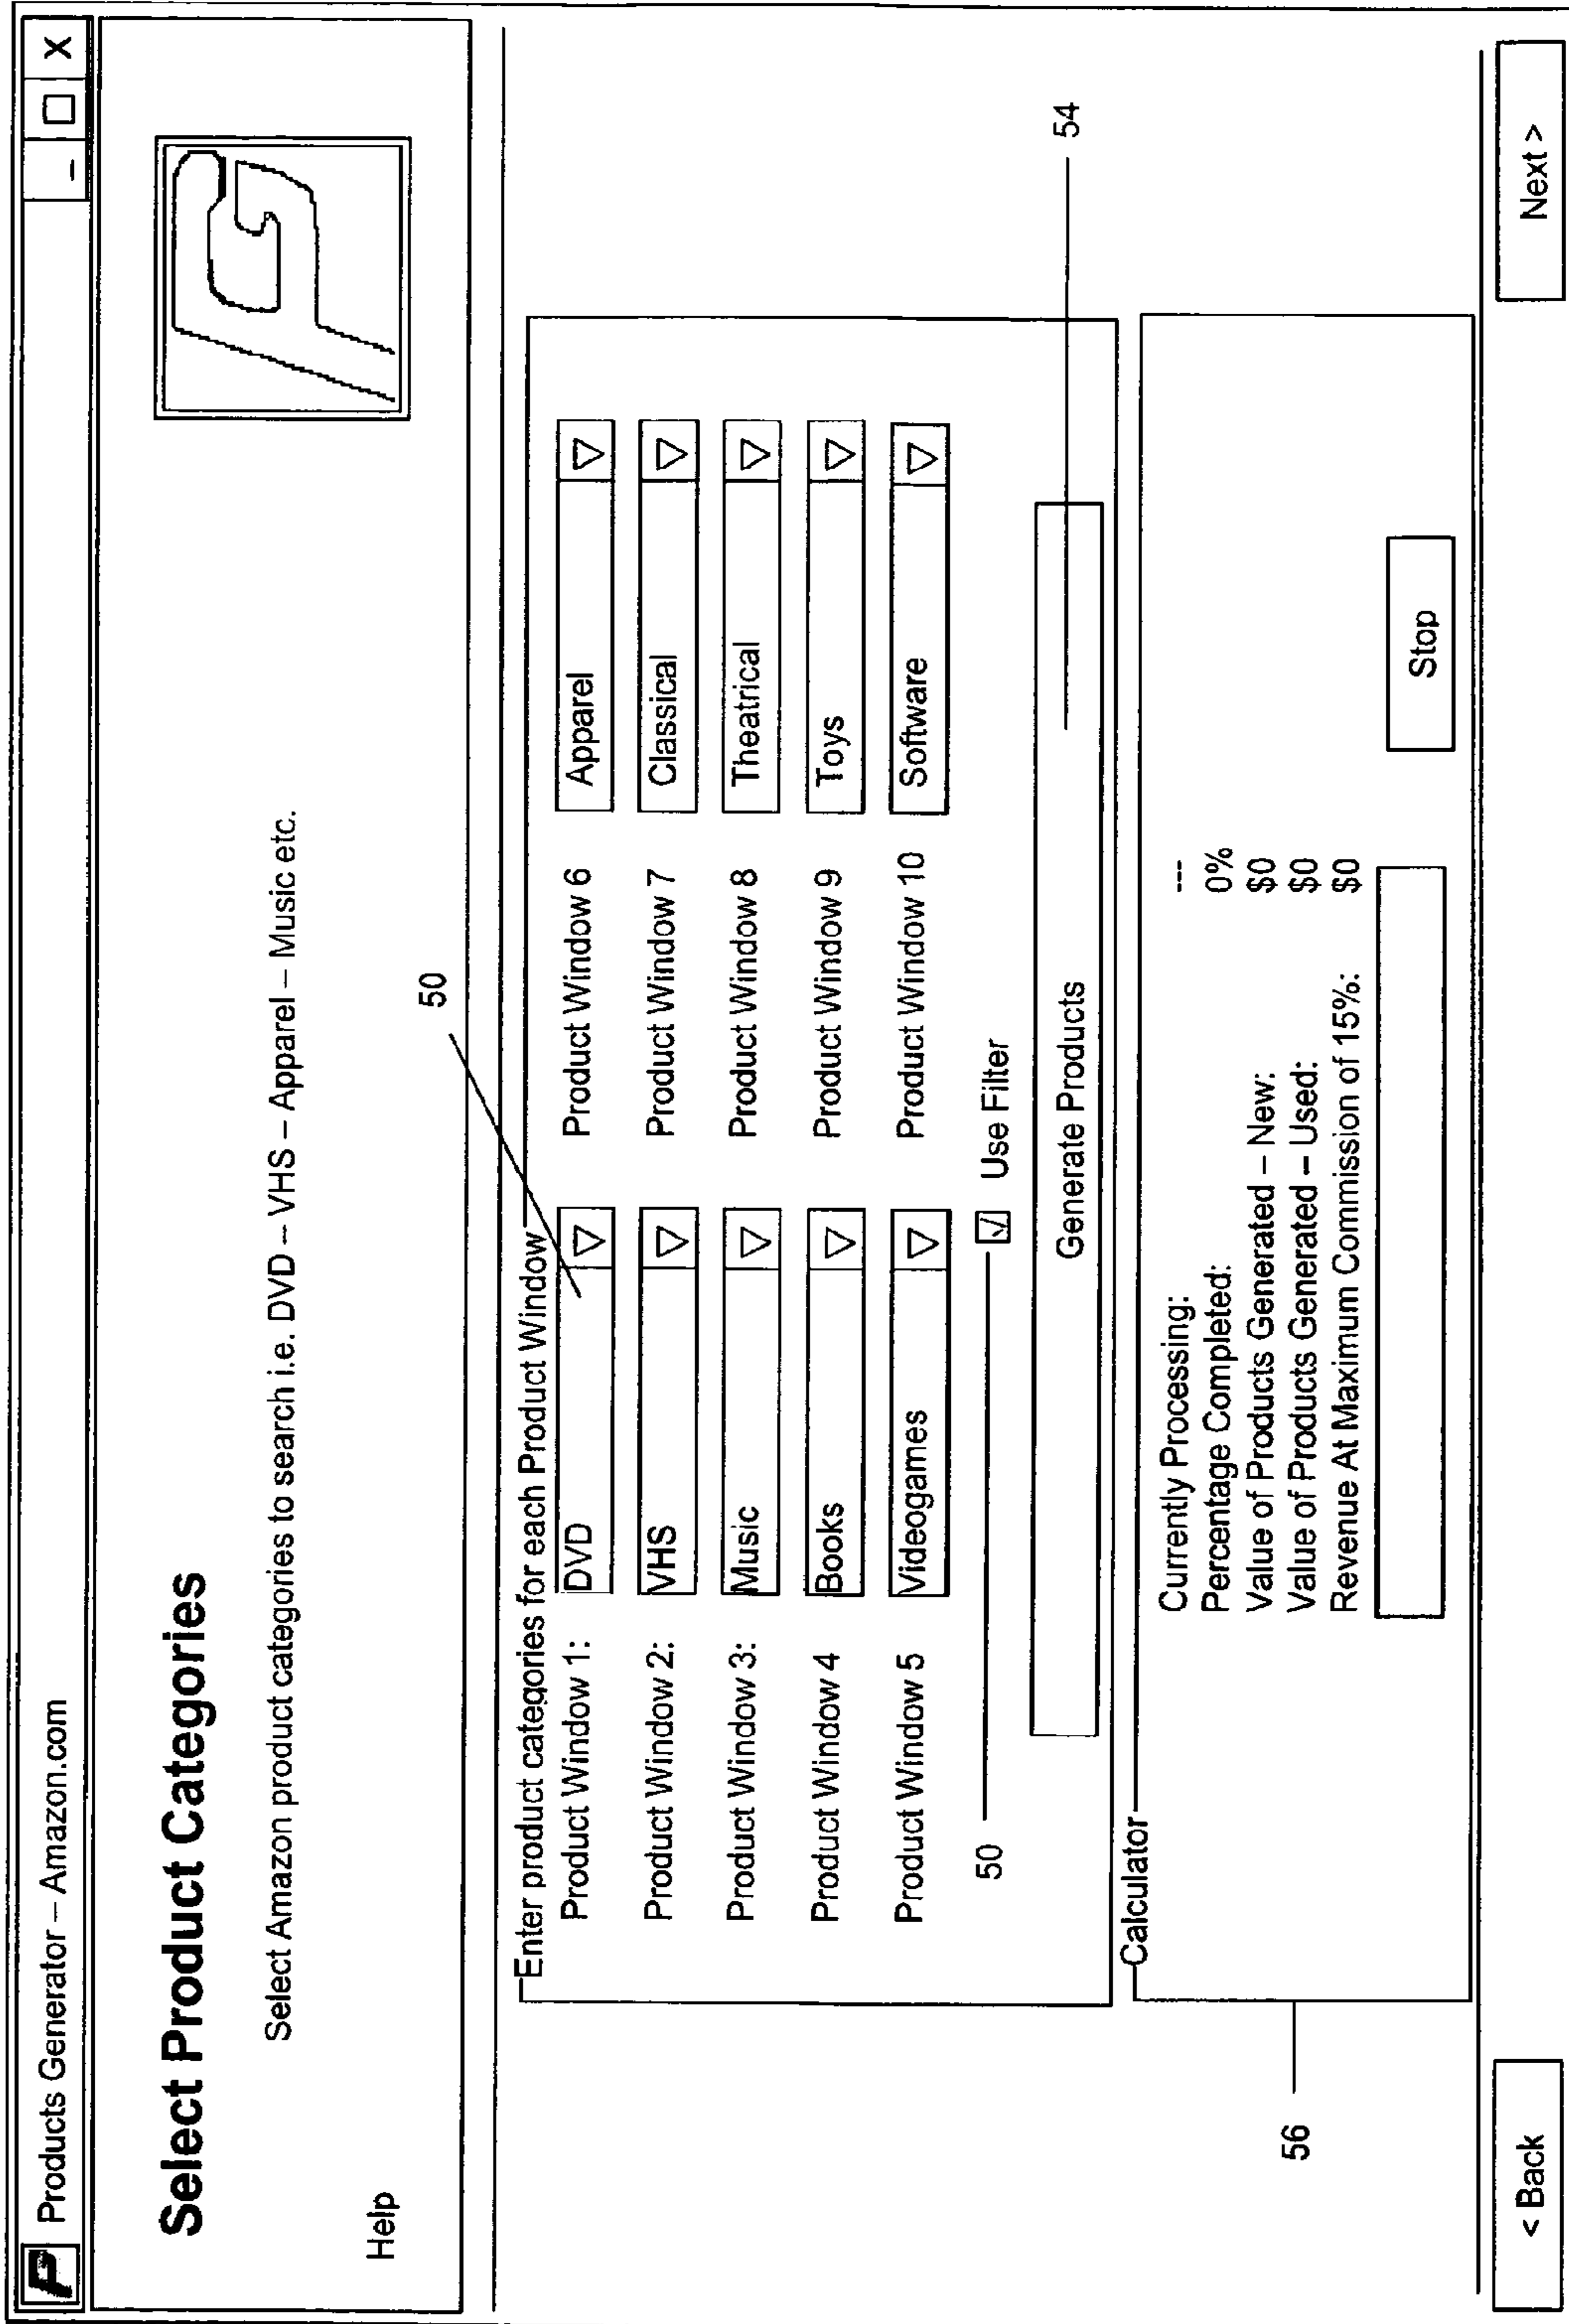 Products Generator – Amazon.com
_ □ X
Select Product Categories
Select Amazon product categories to search i.e. DVD – VHS – Apparel – Music etc.
Help
50
Enter product categories for each Product Window
Product Window 1: DVD Product Window 6 Apparel
Product Window 2: VHS Product Window 7 Classical
Product Window 3: Music Product Window 8 Theatrical
Product Window 4 Books Product Window 9 Toys
Product Window 5 Videogames Product Window 10 Software
50 Use Filter
Generate Products 54
Calculator
Currently Processing: ---
Percentage Completed: 0%
Value of Products Generated – New: $0
Value of Products Generated – Used: $0
Revenue At Maximum Commission of 15%: $0
Stop
56
< Back Next >